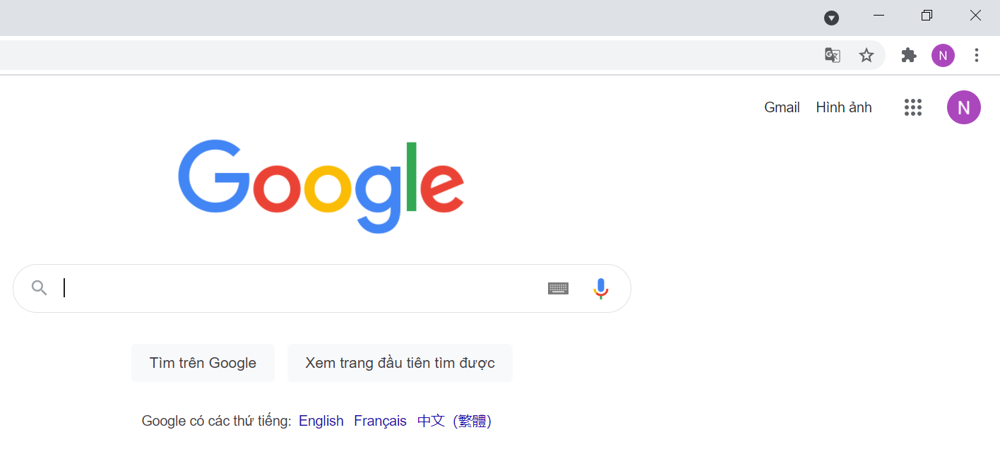 N
Gmail Hình ảnh N
Google
Tìm trên Google Xem trang đầu tiên tìm được
Google có các thứ tiếng: English Français 中文 (繁體)